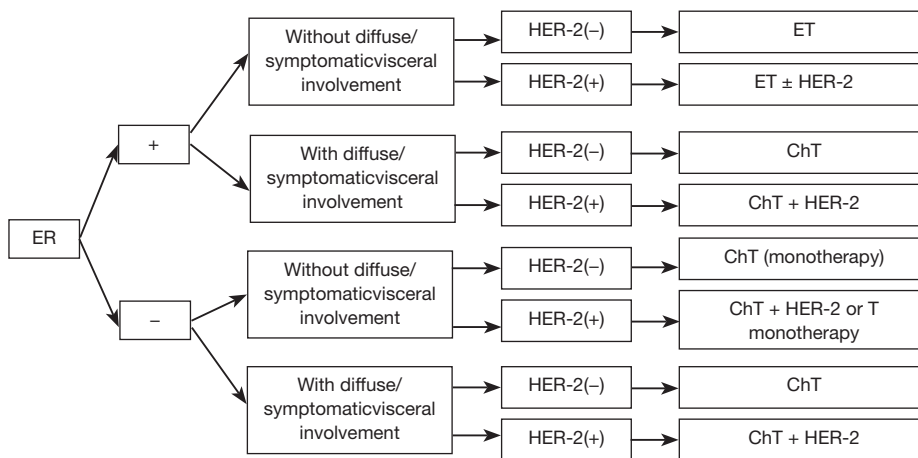 ER
+
−
Without diffuse/
symptomaticvisceral
involvement
With diffuse/
symptomaticvisceral
involvement
Without diffuse/
symptomaticvisceral
involvement
With diffuse/
symptomaticvisceral
involvement
HER-2(−)
ET
HER-2(+)
ET ± HER-2
HER-2(−)
ChT
HER-2(+)
ChT + HER-2
HER-2(−)
ChT (monotherapy)
HER-2(+)
ChT + HER-2 or T
monotherapy
HER-2(−)
ChT
HER-2(+)
ChT + HER-2